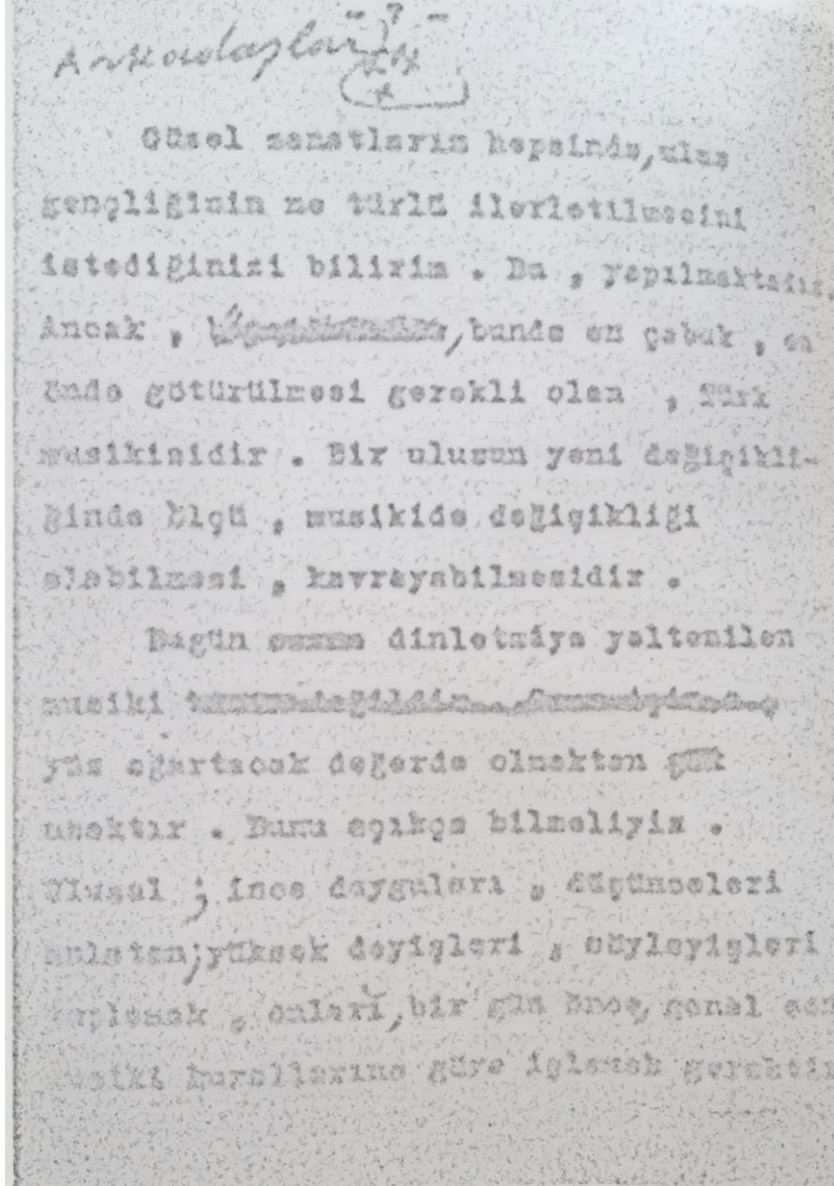 - ? -
Arkadaşlar,
Güzel sanatların hepsinde, ulus
gençliğinin ne türlü ilerletilmesini
istediğinizi bilirim . Bu , yapılmaktadır.
Ancak , bunda en çabuk , en
önde götürülmesi gerekli olan , Türk
musikisidir . Bir ulusun yeni değişikli-
ğinde ölçü , musikide değişikliği
alabilmesi , kavrayabilmesidir .
Bugün dinletmiye yeltenilen
musiki
yüz ağartacak değerde olmaktan
uzaktır . Bunu açıkça bilmeliyiz .
Ulusal ; ince duyguları , düşünceleri
anlatan; yüksek deyişleri , söyleyişleri
toplamak , onları, bir gün önce, genel son
musiki kurallarına göre işlemek gerektir